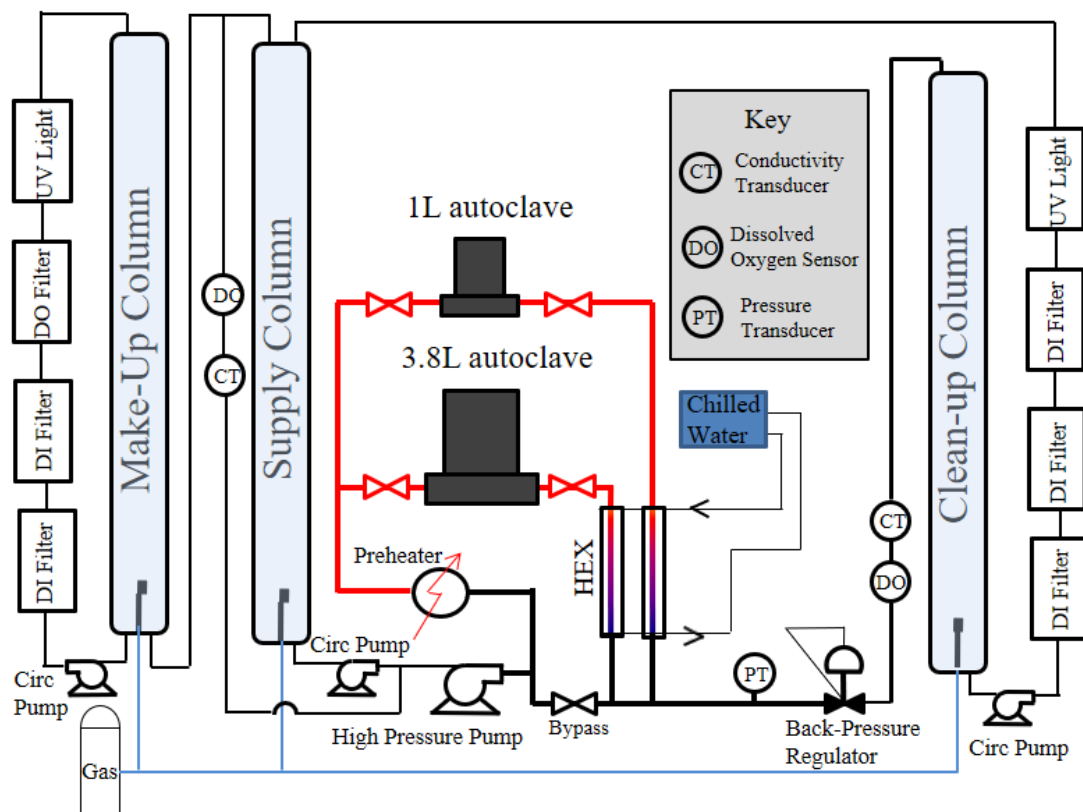 UV Light
DO Filter
DI Filter
DI Filter
Make-Up Column
Circ
Pump
Gas
DO
CT
Supply Column
1L autoclave
3.8L autoclave
Preheater
Circ Pump
High Pressure Pump
Bypass
HEX
Chilled
Water
Key
CT
Conductivity
Transducer
DO
Dissolved
Oxygen Sensor
PT
Pressure
Transducer
PT
Back-Pressure
Regulator
CT
DO
Clean-up Column
UV Light
DI Filter
DI Filter
DI Filter
Circ Pump